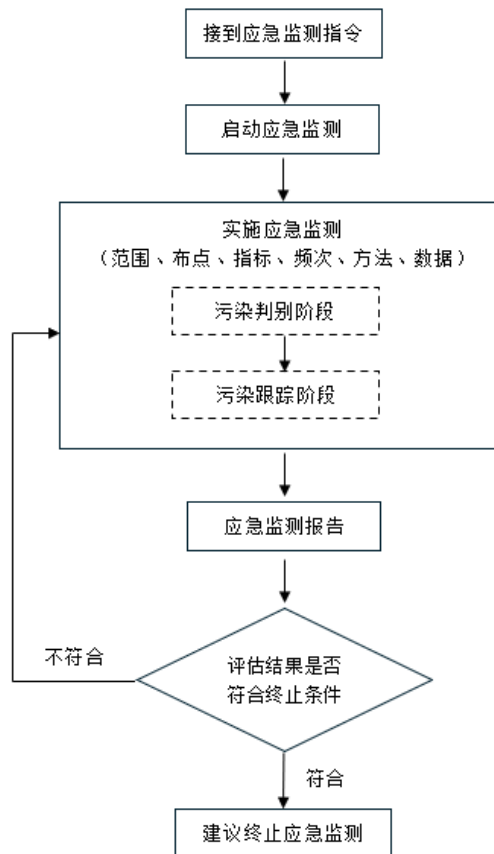 接到应急监测指令
启动应急监测
实施应急监测
（范围、布点、指标、频次、方法、数据）
污染判别阶段
污染跟踪阶段
应急监测报告
评估结果是否
符合终止条件
不符合
符合
建议终止应急监测